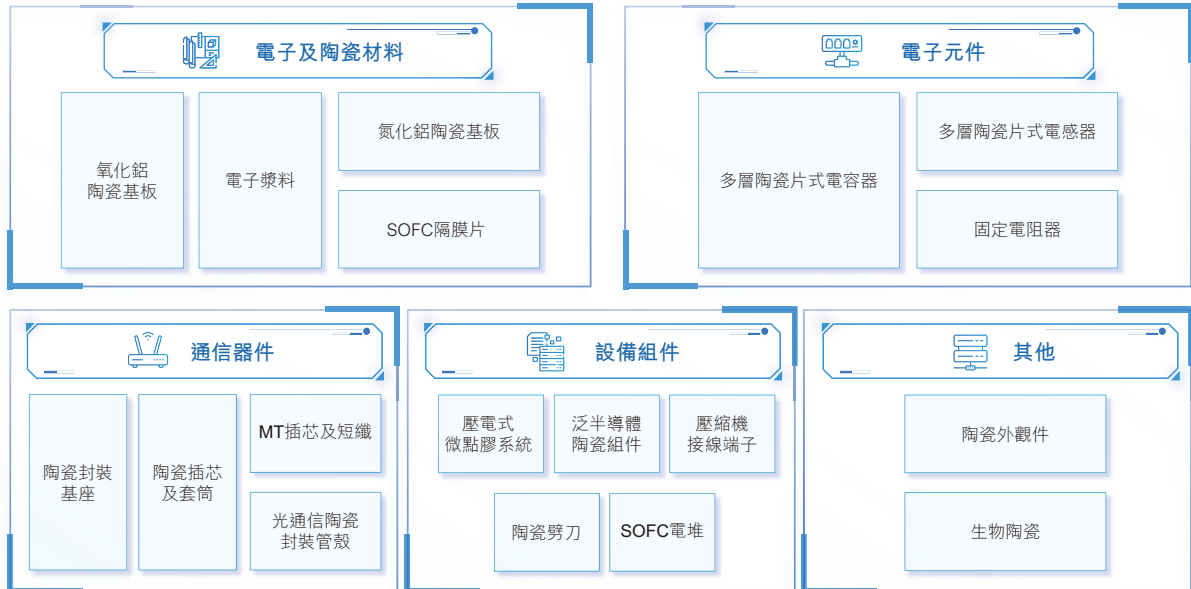 電子及陶瓷材料
氧化鋁
陶瓷基板
電子漿料
氮化鋁陶瓷基板
SOFC隔膜片
電子元件
多層陶瓷片式電容器
多層陶瓷片式電感器
固定電阻器
通信器件
陶瓷封裝
基座
陶瓷插芯
及套筒
MT插芯及短纖
光通信陶瓷
封裝管殼
設備組件
壓電式
微點膠系統
泛半導體
陶瓷組件
壓縮機
接線端子
陶瓷劈刀
SOFC電堆
其他
陶瓷外觀件
生物陶瓷